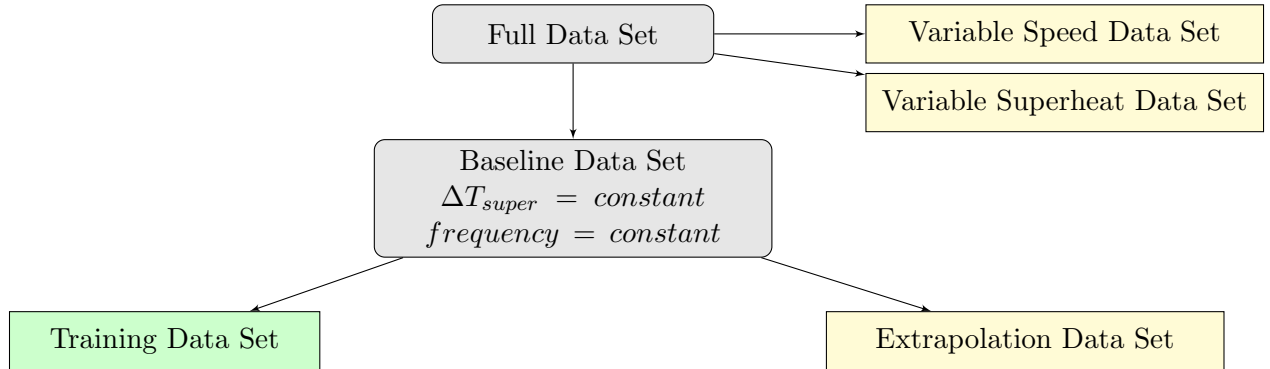 Full Data Set
Variable Speed Data Set
Variable Superheat Data Set
Baseline Data Set
ΔT_super = constant
frequency = constant
Training Data Set
Extrapolation Data Set